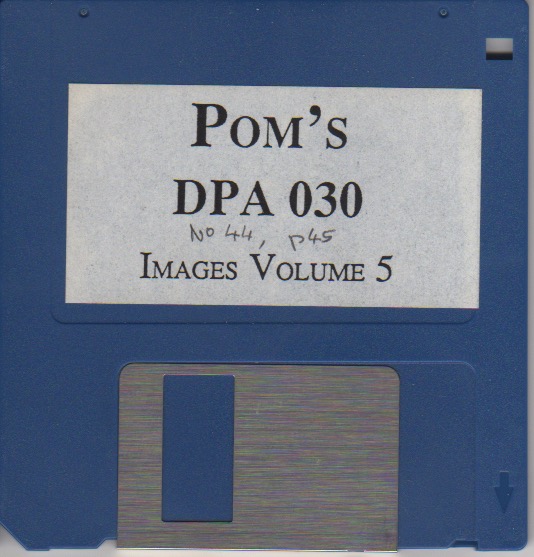 POM'S
DPA 030
No 44, p45
IMAGES VOLUME 5